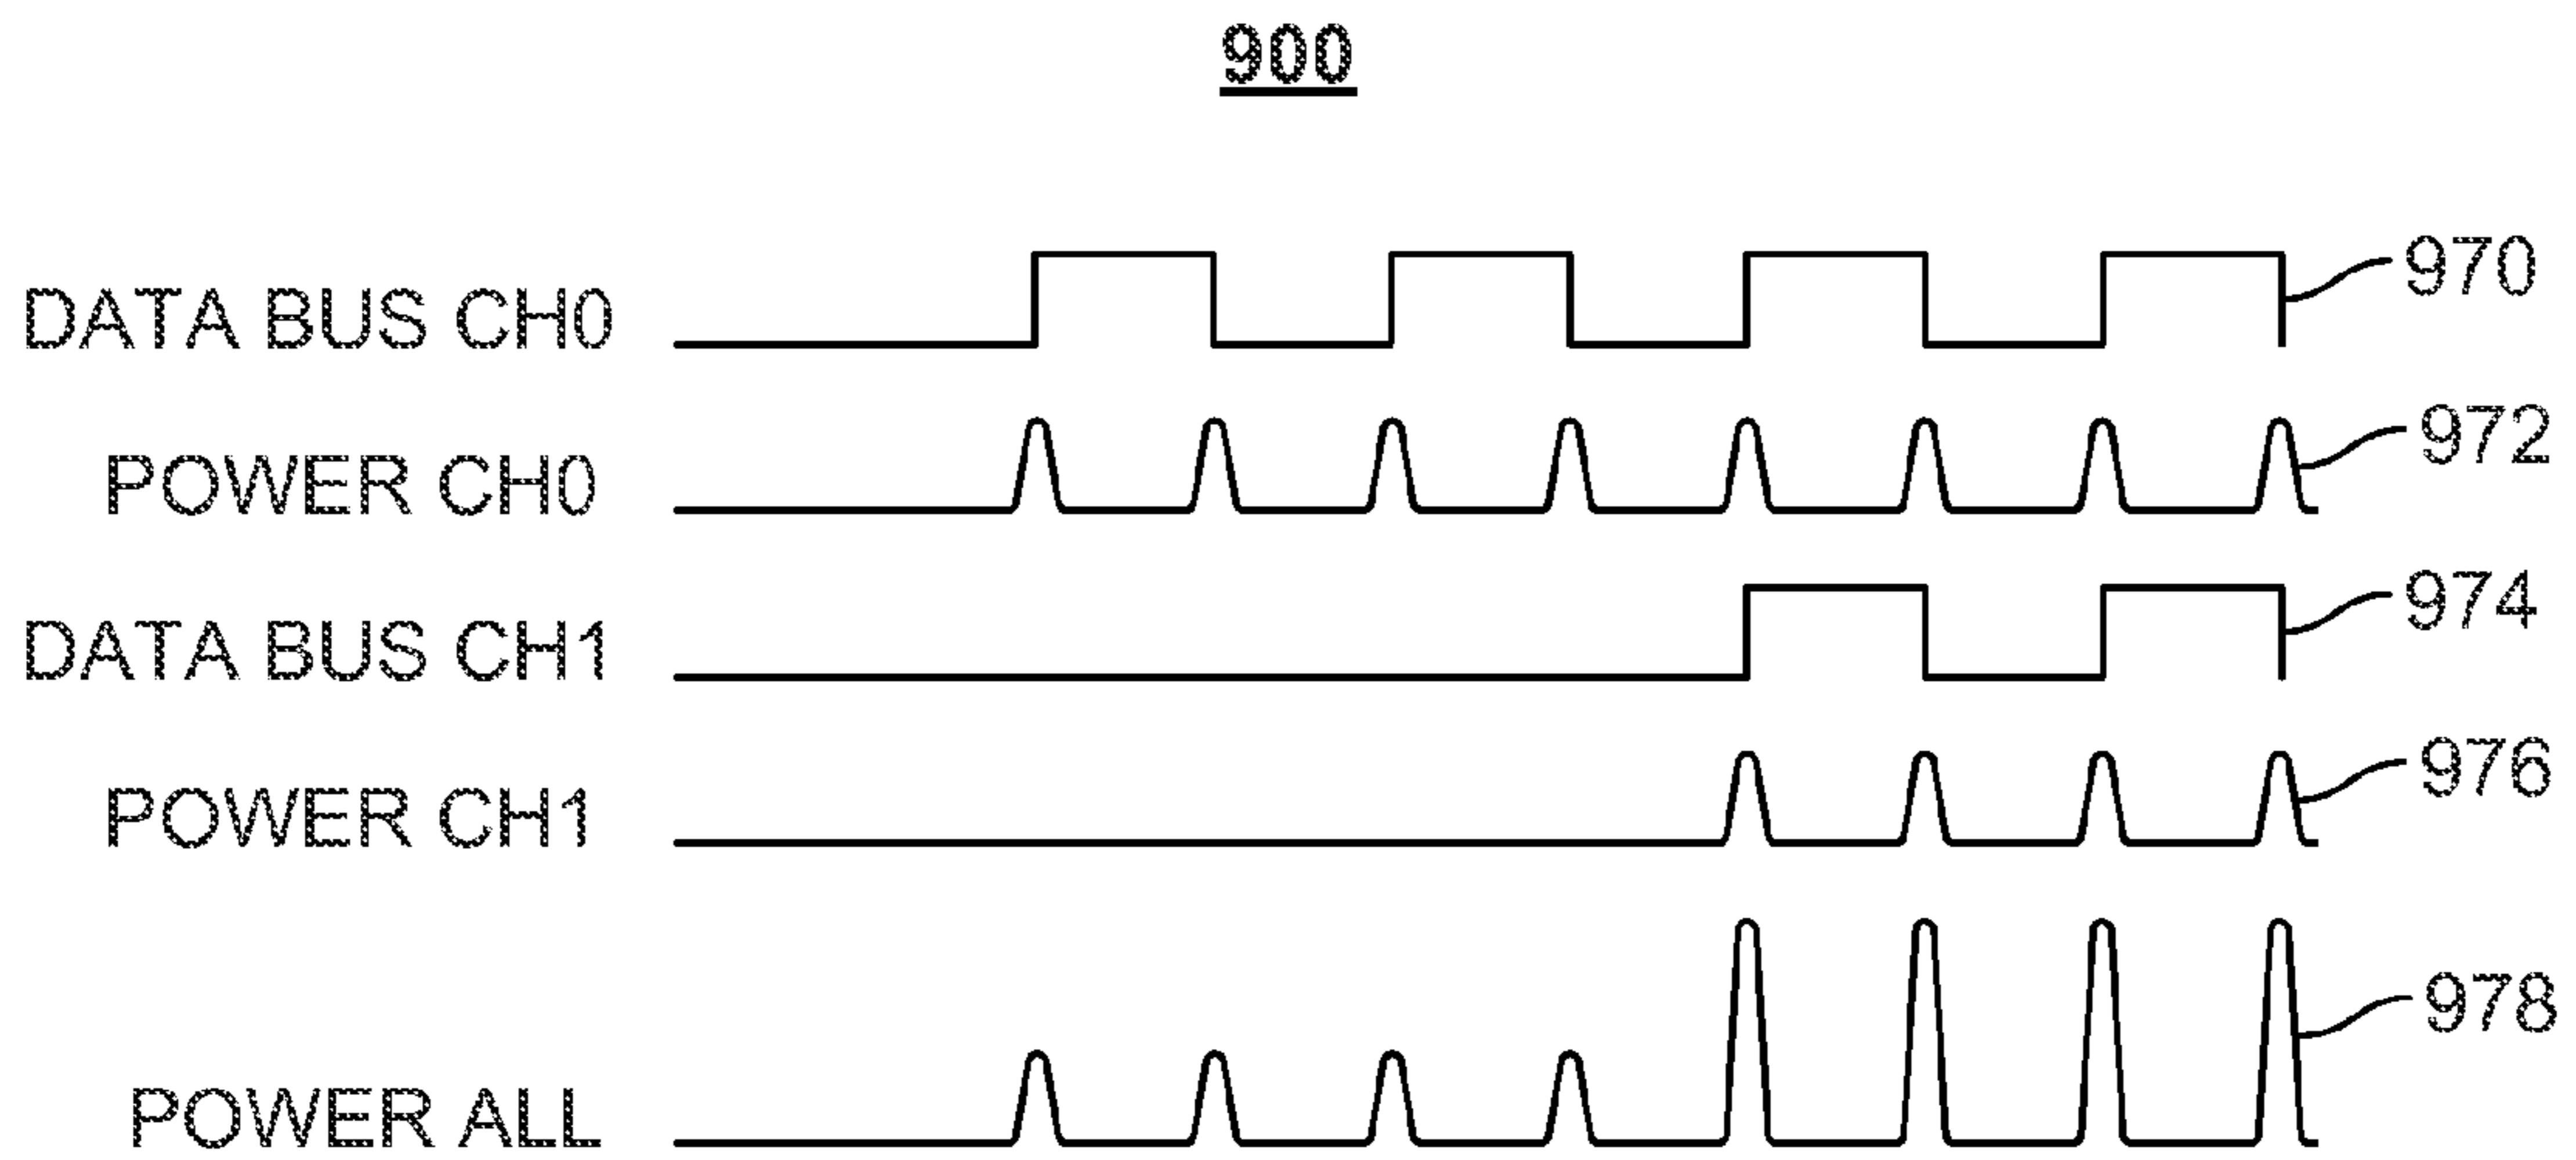 900
DATA BUS CH0
970
POWER CH0
972
DATA BUS CH1
974
POWER CH1
976
POWER ALL
978